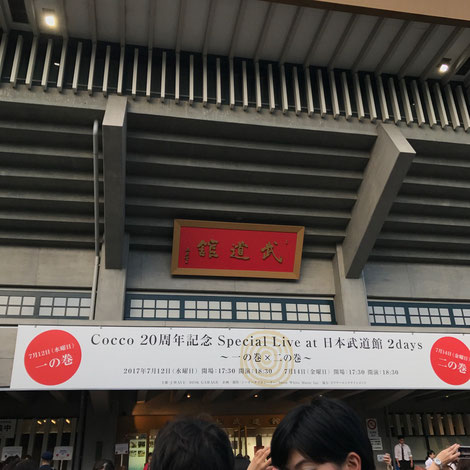 武道館
Cocco 20周年記念 Special Live at 日本武道館 2days
～一の巻×二の巻～
7月12日(水曜日)
一の巻
2017年7月12日(水曜日) 開場:17:30 開演:18:30 7月14日(金曜日) 開場:17:30 開演:18:30
7月14日(金曜日)
二の巻